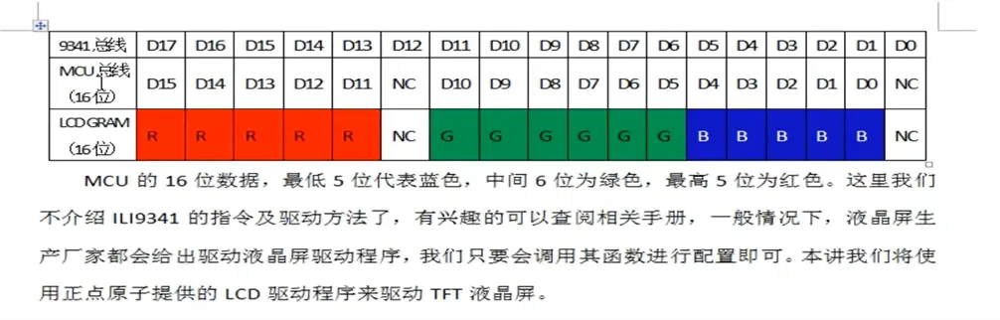 9341总线 D17 D16 D15 D14 D13 D12 D11 D10 D9 D8 D7 D6 D5 D4 D3 D2 D1 D0
MCU总线
(16位) D15 D14 D13 D12 D11 NC D10 D9 D8 D7 D6 D5 D4 D3 D2 D1 D0 NC
LCD GRAM
(16位) R R R R R NC G G G G G G B B B B B NC
MCU 的 16 位数据，最低 5 位代表蓝色，中间 6 位为绿色，最高 5 位为红色。这里我们
不介绍 ILI9341 的指令及驱动方法了，有兴趣的可以查阅相关手册，一般情况下，液晶屏生
产厂家都会给出驱动液晶屏驱动程序，我们只要会调用其函数进行配置即可。本讲我们将使
用正点原子提供的 LCD 驱动程序来驱动 TFT 液晶屏。